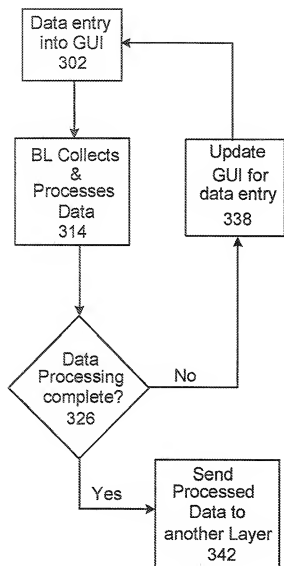 Data entry
into GUI
302
BL Collects
&
Processes
Data
314
Update
GUI for
data entry
338
Data
Processing
complete?
326
No
Yes
Send
Processed
Data to
another Layer
342